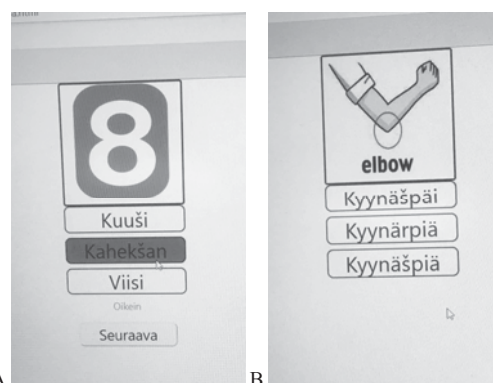 8
Kuuši
Kahekšan
Viisi
Oikein
Seuraava
A
elbow
Kyynäšpäi
Kyynärpiä
Kyynäšpiä
B